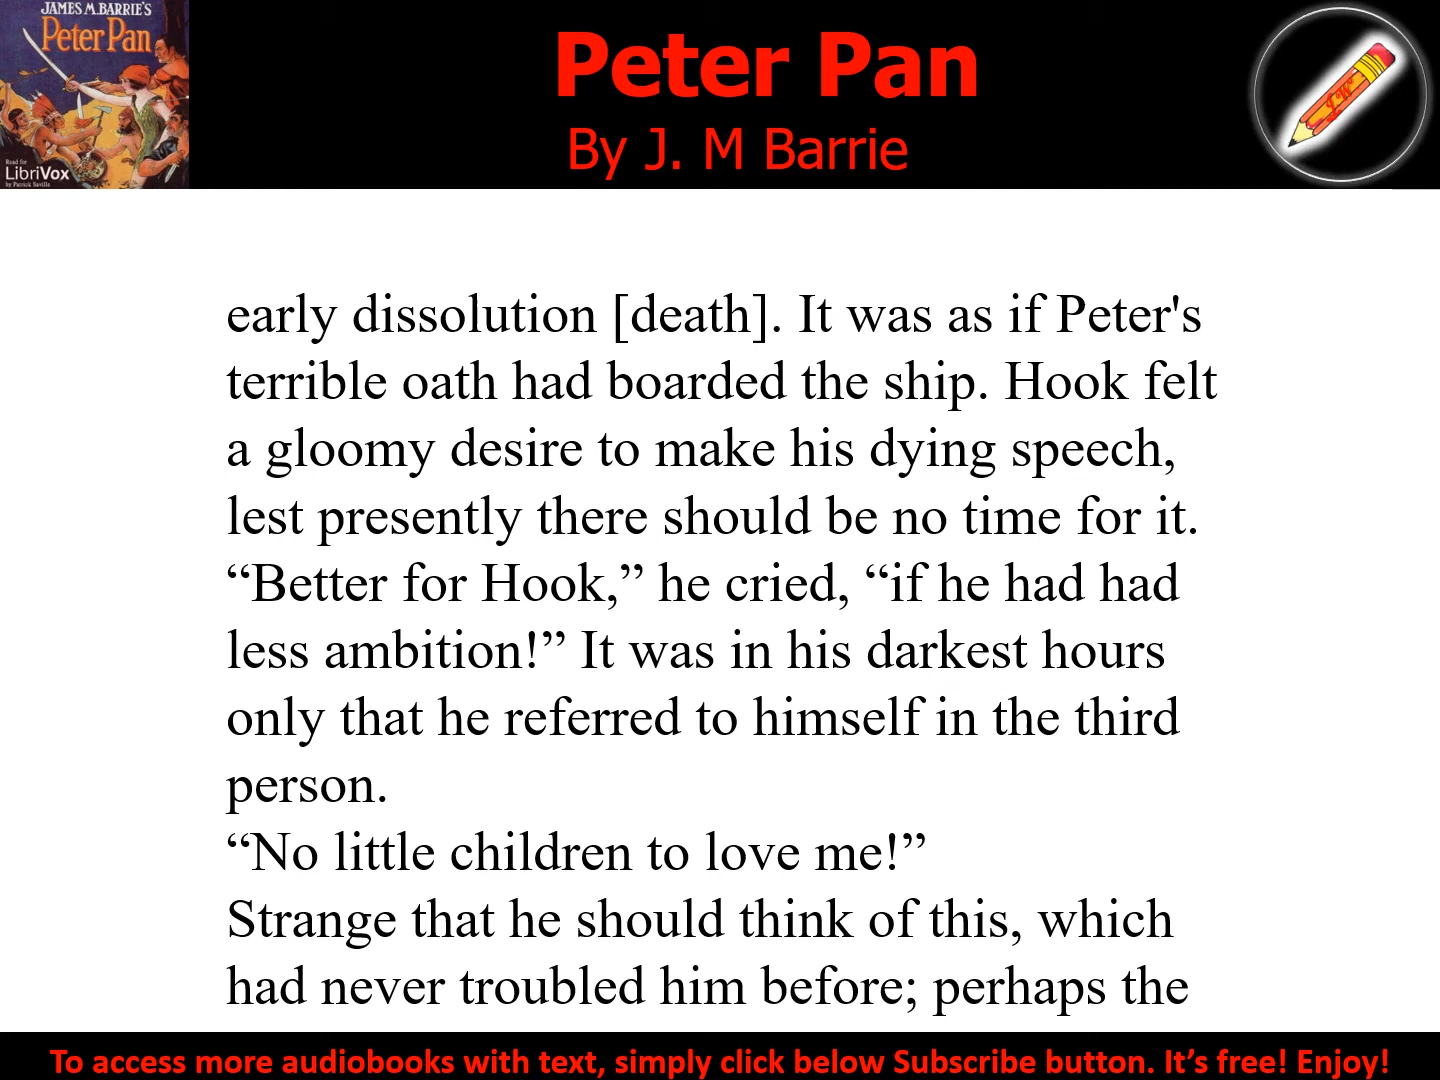 JAMES M. BARRIE'S
Peter Pan
Read for
LibriVox
by Patrick Saville
Peter Pan
By J. M Barrie
early dissolution [death]. It was as if Peter's
terrible oath had boarded the ship. Hook felt
a gloomy desire to make his dying speech,
lest presently there should be no time for it.
“Better for Hook,” he cried, “if he had had
less ambition!” It was in his darkest hours
only that he referred to himself in the third
person.
“No little children to love me!”
Strange that he should think of this, which
had never troubled him before; perhaps the
To access more audiobooks with text, simply click below Subscribe button. It’s free! Enjoy!